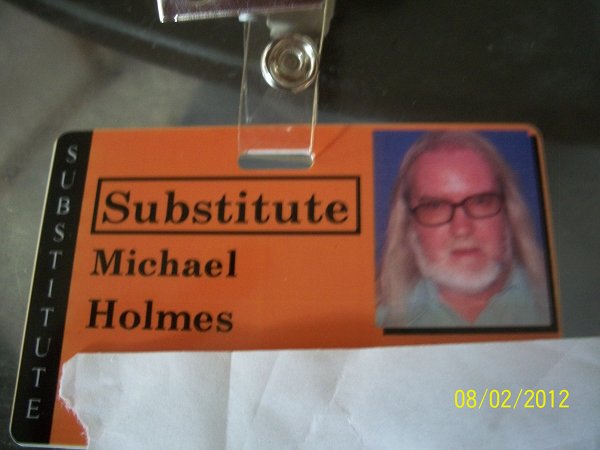 SUBSTITUTE
Substitute
Michael
Holmes
08/02/2012